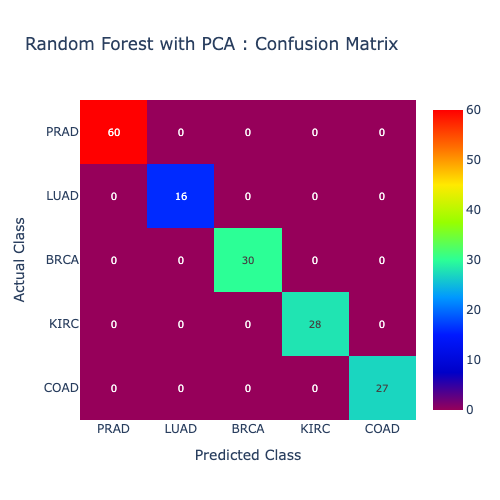 Random Forest with PCA : Confusion Matrix
PRAD 60 0 0 0 0
LUAD 0 16 0 0 0
BRCA 0 0 30 0 0
KIRC 0 0 0 28 0
COAD 0 0 0 0 27
PRAD LUAD BRCA KIRC COAD
Predicted Class
Actual Class
60
50
40
30
20
10
0